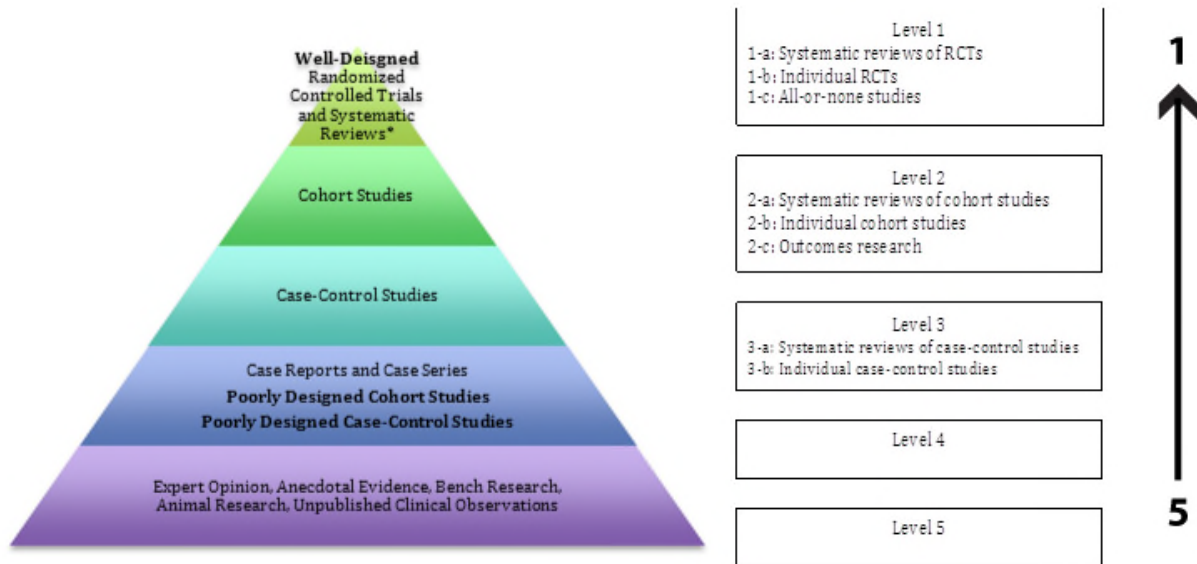 Well-Deisgned
Randomized
Controlled Trials
and Systematic
Reviews*
Cohort Studies
Case-Control Studies
Case Reports and Case Series
Poorly Designed Cohort Studies
Poorly Designed Case-Control Studies
Expert Opinion, Anecdotal Evidence, Bench Research,
Animal Research, Unpublished Clinical Observations
Level 1
1-a: Systematic reviews of RCTs
1-b: Individual RCTs
1-c: All-or-none studies
Level 2
2-a: Systematic reviews of cohort studies
2-b: Individual cohort studies
2-c: Outcomes research
Level 3
3-a: Systematic reviews of case-control studies
3-b: Individual case-control studies
Level 4
Level 5
1
5